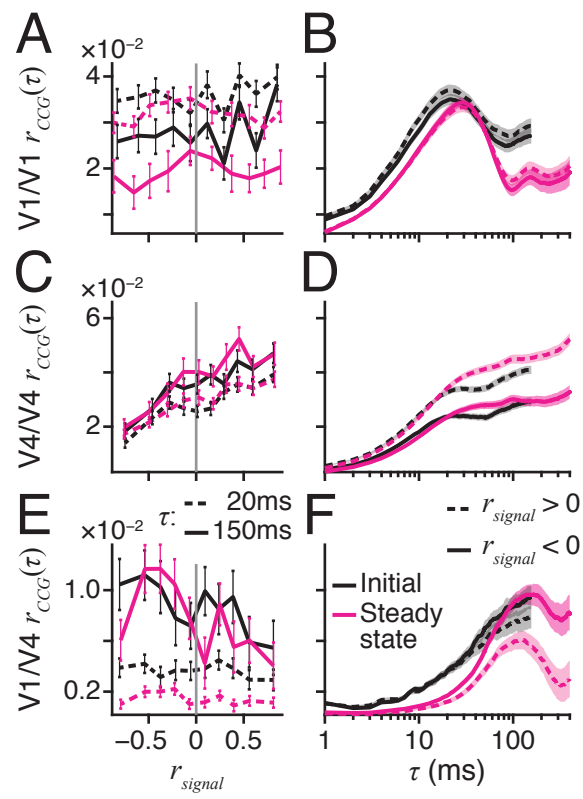 A
B
×10⁻²
V1/V1 r_CCG(τ)
4
2
C
D
×10⁻²
V4/V4 r_CCG(τ)
6
2
E
τ: 20ms
150ms
F
r_signal > 0
r_signal < 0
×10⁻²
V1/V4 r_CCG(τ)
1.0
0.2
Initial
Steady
state
−0.5 0 0.5
1 10 100
r_signal
τ (ms)